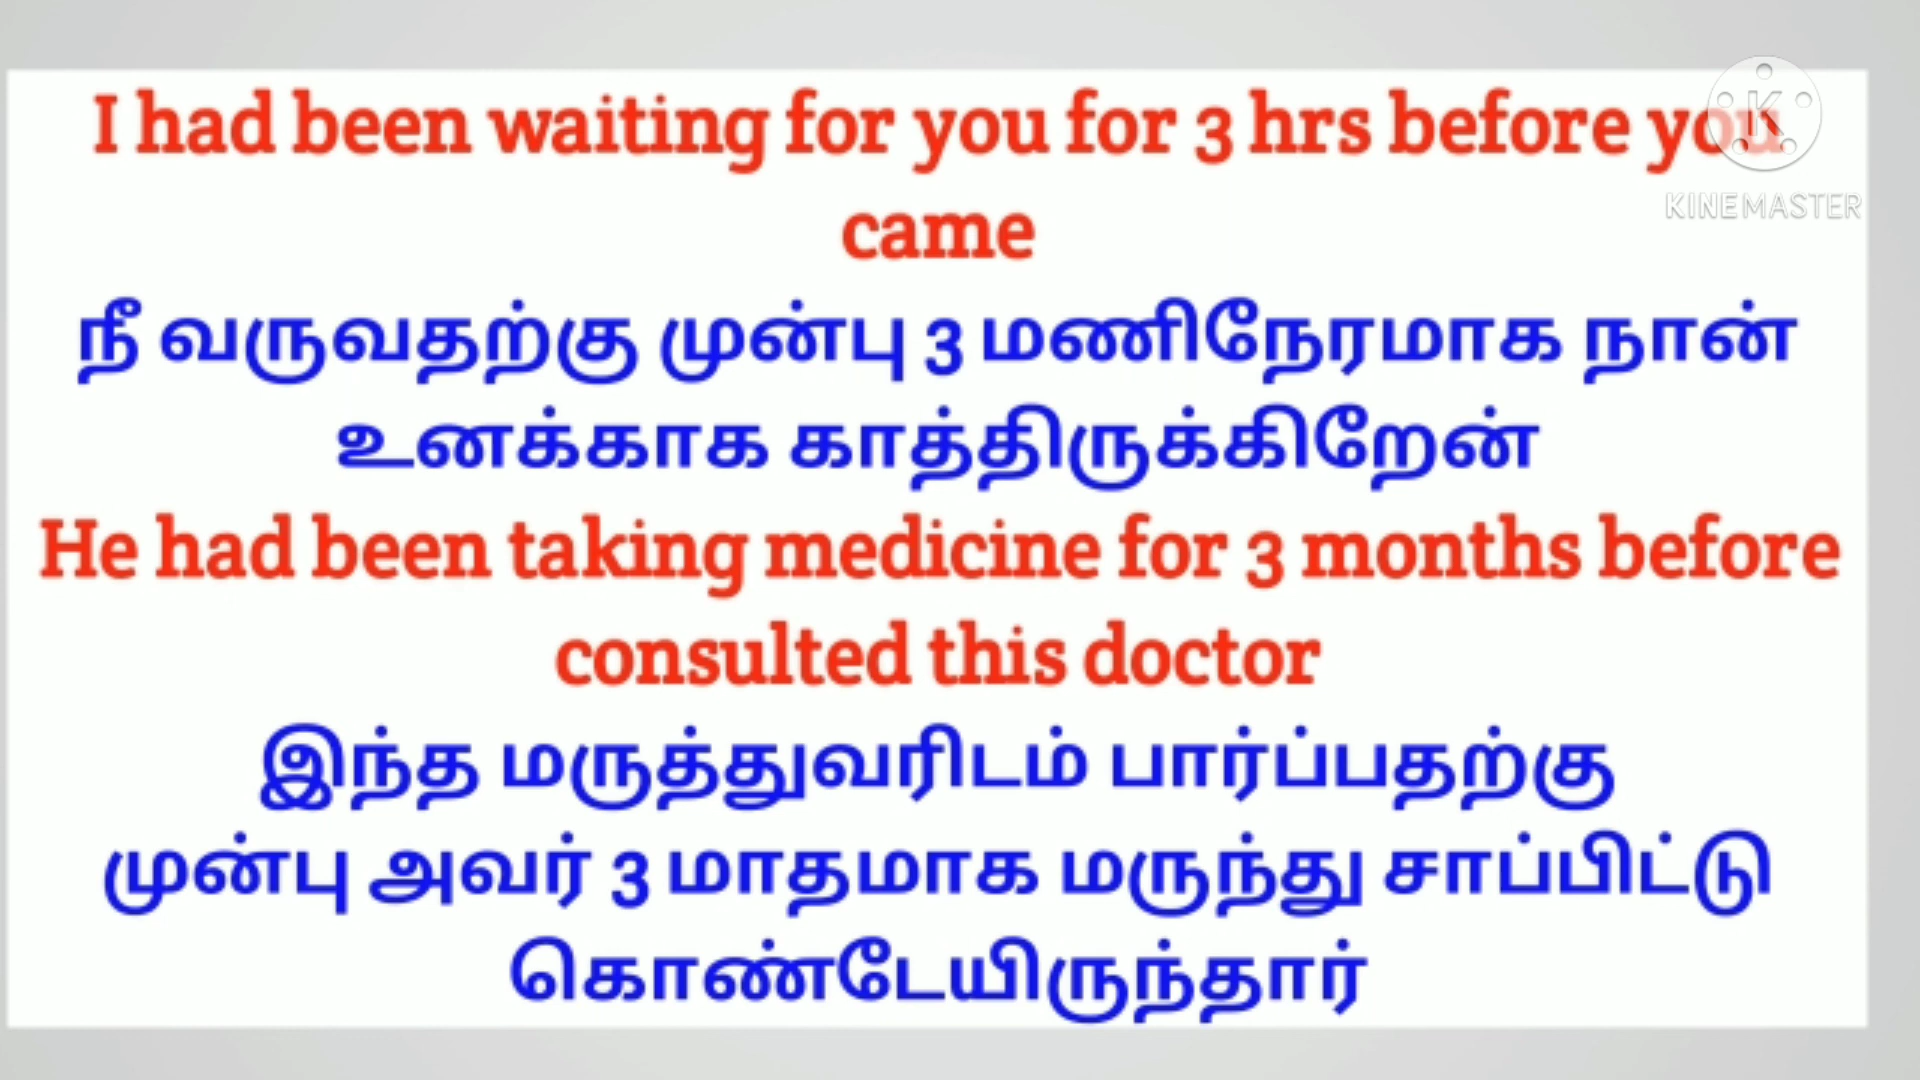 I had been waiting for you for 3 hrs before you
came
நீ வருவதற்கு முன்பு 3 மணிநேரமாக நான்
உனக்காக காத்திருக்கிறேன்
He had been taking medicine for 3 months before
consulted this doctor
இந்த மருத்துவரிடம் பார்ப்பதற்கு
முன்பு அவர் 3 மாதமாக மருந்து சாப்பிட்டு
கொண்டேயிருந்தார்
K
KINEMASTER